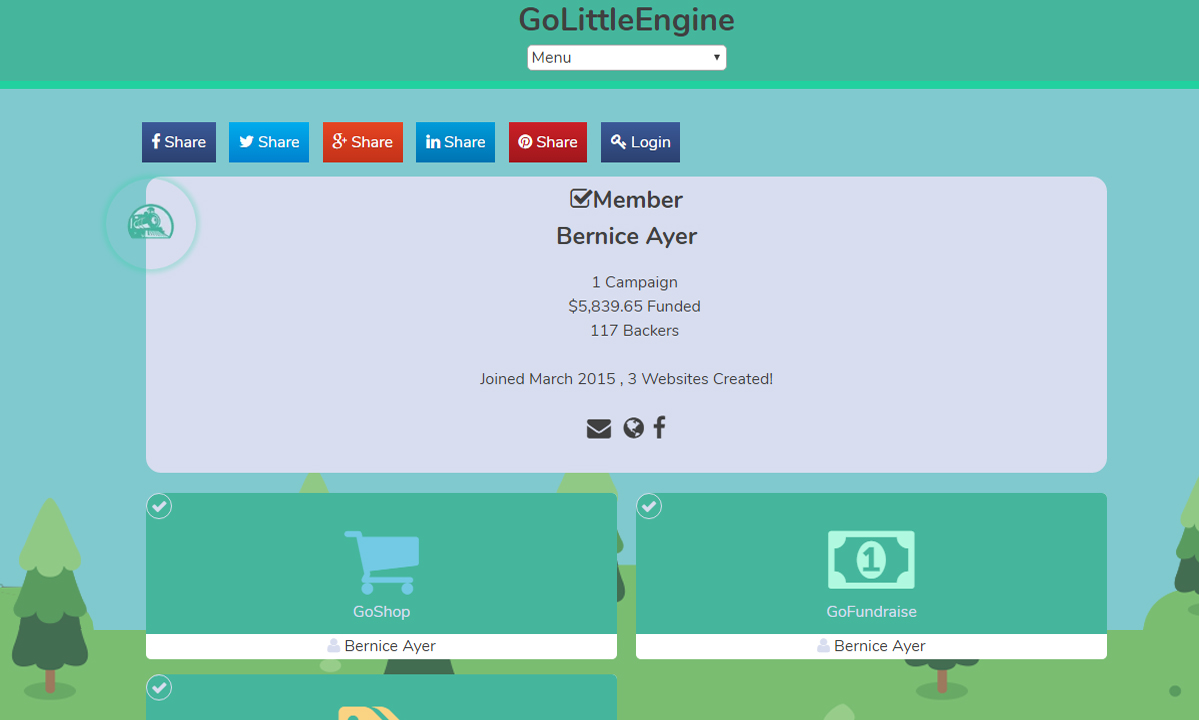 GoLittleEngine
Menu
Share Share Share Share Share Login
Member
Bernice Ayer
1 Campaign
$5,839.65 Funded
117 Backers
Joined March 2015 , 3 Websites Created!
1
GoShop GoFundraise
Bernice Ayer Bernice Ayer